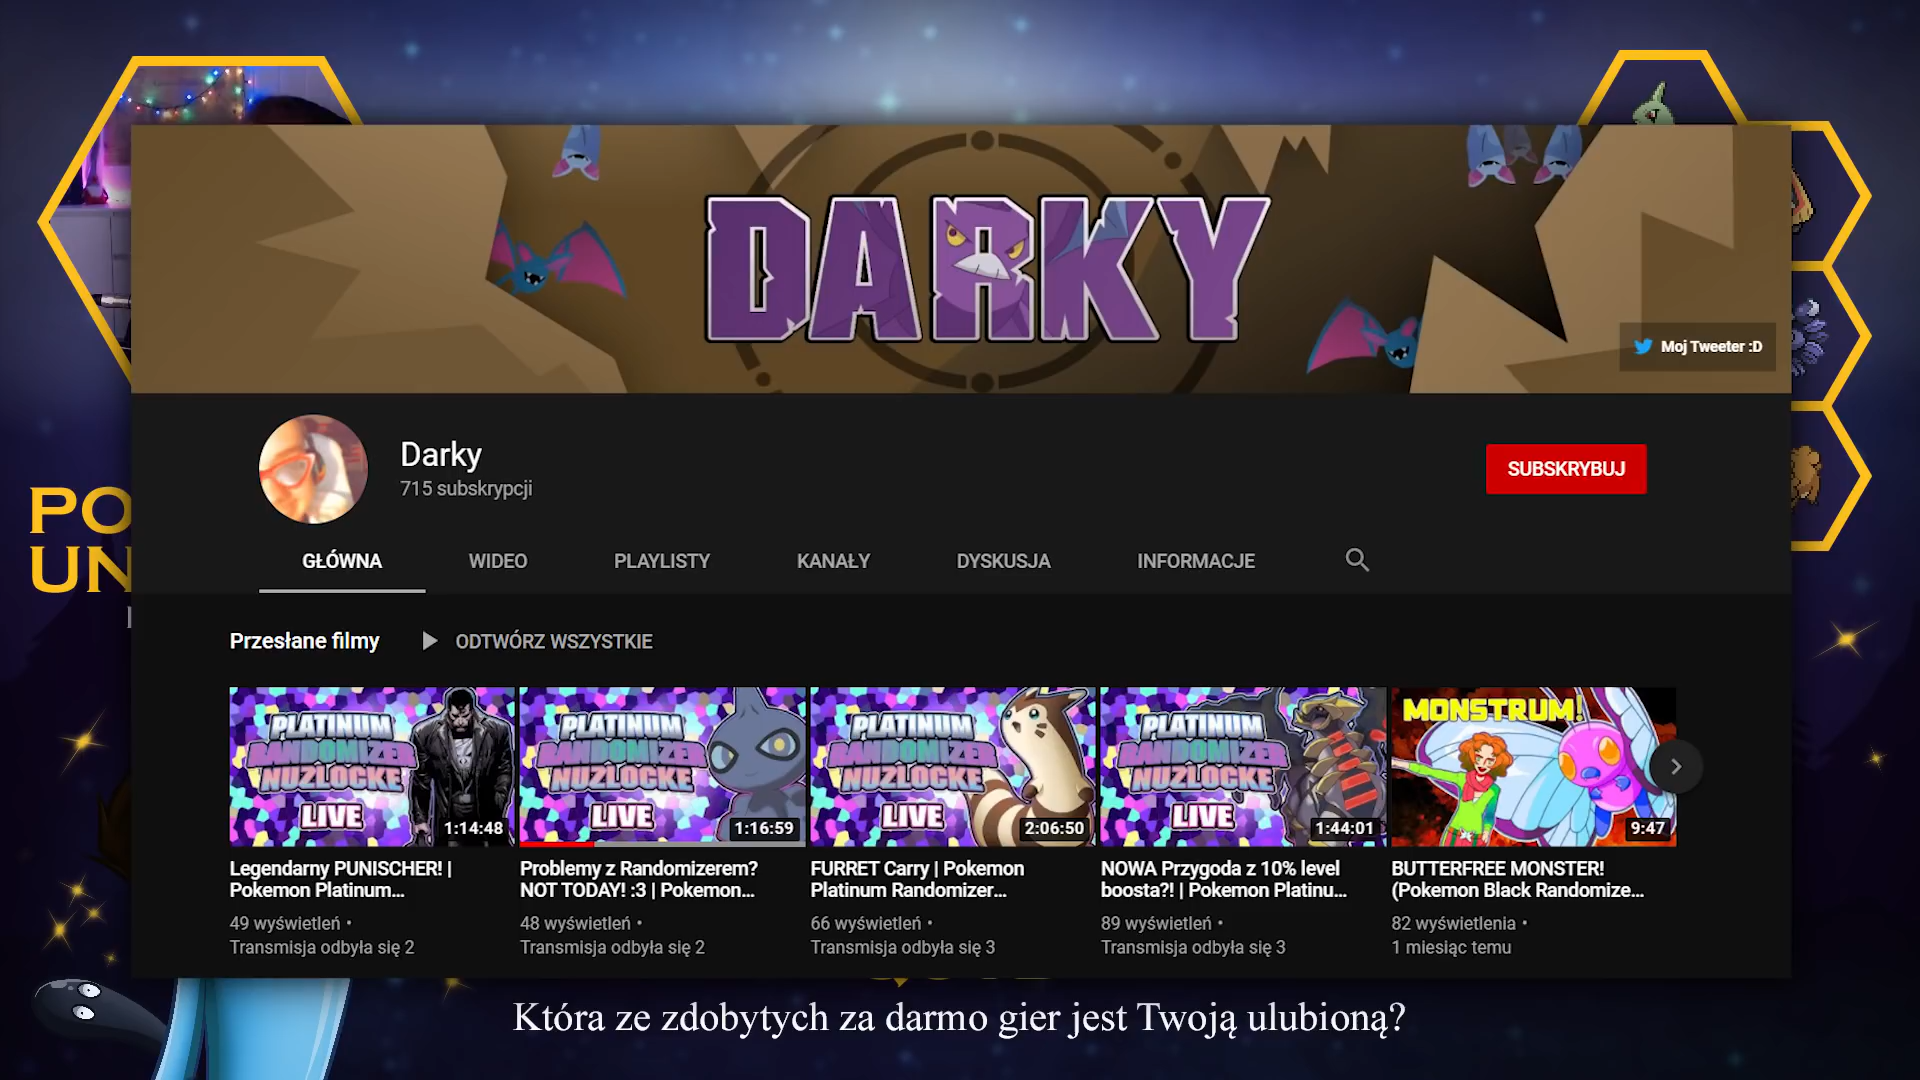 DARKY
Moj Tweeter :D
Darky
715 subskrypcji
SUBSKRYBUJ
GŁÓWNA
WIDEO
PLAYLISTY
KANAŁY
DYSKUSJA
INFORMACJE
PO
UN
Przesłane filmy
ODTWÓRZ WSZYSTKIE
PLATINUM
RANDOMIZER
NUZLOCKE
LIVE
1:14:48
PLATINUM
RANDOMIZER
NUZLOCKE
LIVE
1:16:59
PLATINUM
RANDOMIZER
NUZLOCKE
LIVE
2:06:50
PLATINUM
RANDOMIZER
NUZLOCKE
LIVE
1:44:01
MONSTRUM!
9:47
Legendarny PUNISCHER! |
Pokemon Platinum...
49 wyświetleń •
Transmisja odbyła się 2
Problemy z Randomizerem?
NOT TODAY! :3 | Pokemon...
48 wyświetleń •
Transmisja odbyła się 2
FURRET Carry | Pokemon
Platinum Randomizer...
66 wyświetleń •
Transmisja odbyła się 3
NOWA Przygoda z 10% level
boosta?! | Pokemon Platinu...
89 wyświetleń •
Transmisja odbyła się 3
BUTTERFREE MONSTER!
(Pokemon Black Randomize...
82 wyświetlenia •
1 miesiąc temu
Która ze zdobytych za darmo gier jest Twoją ulubioną?